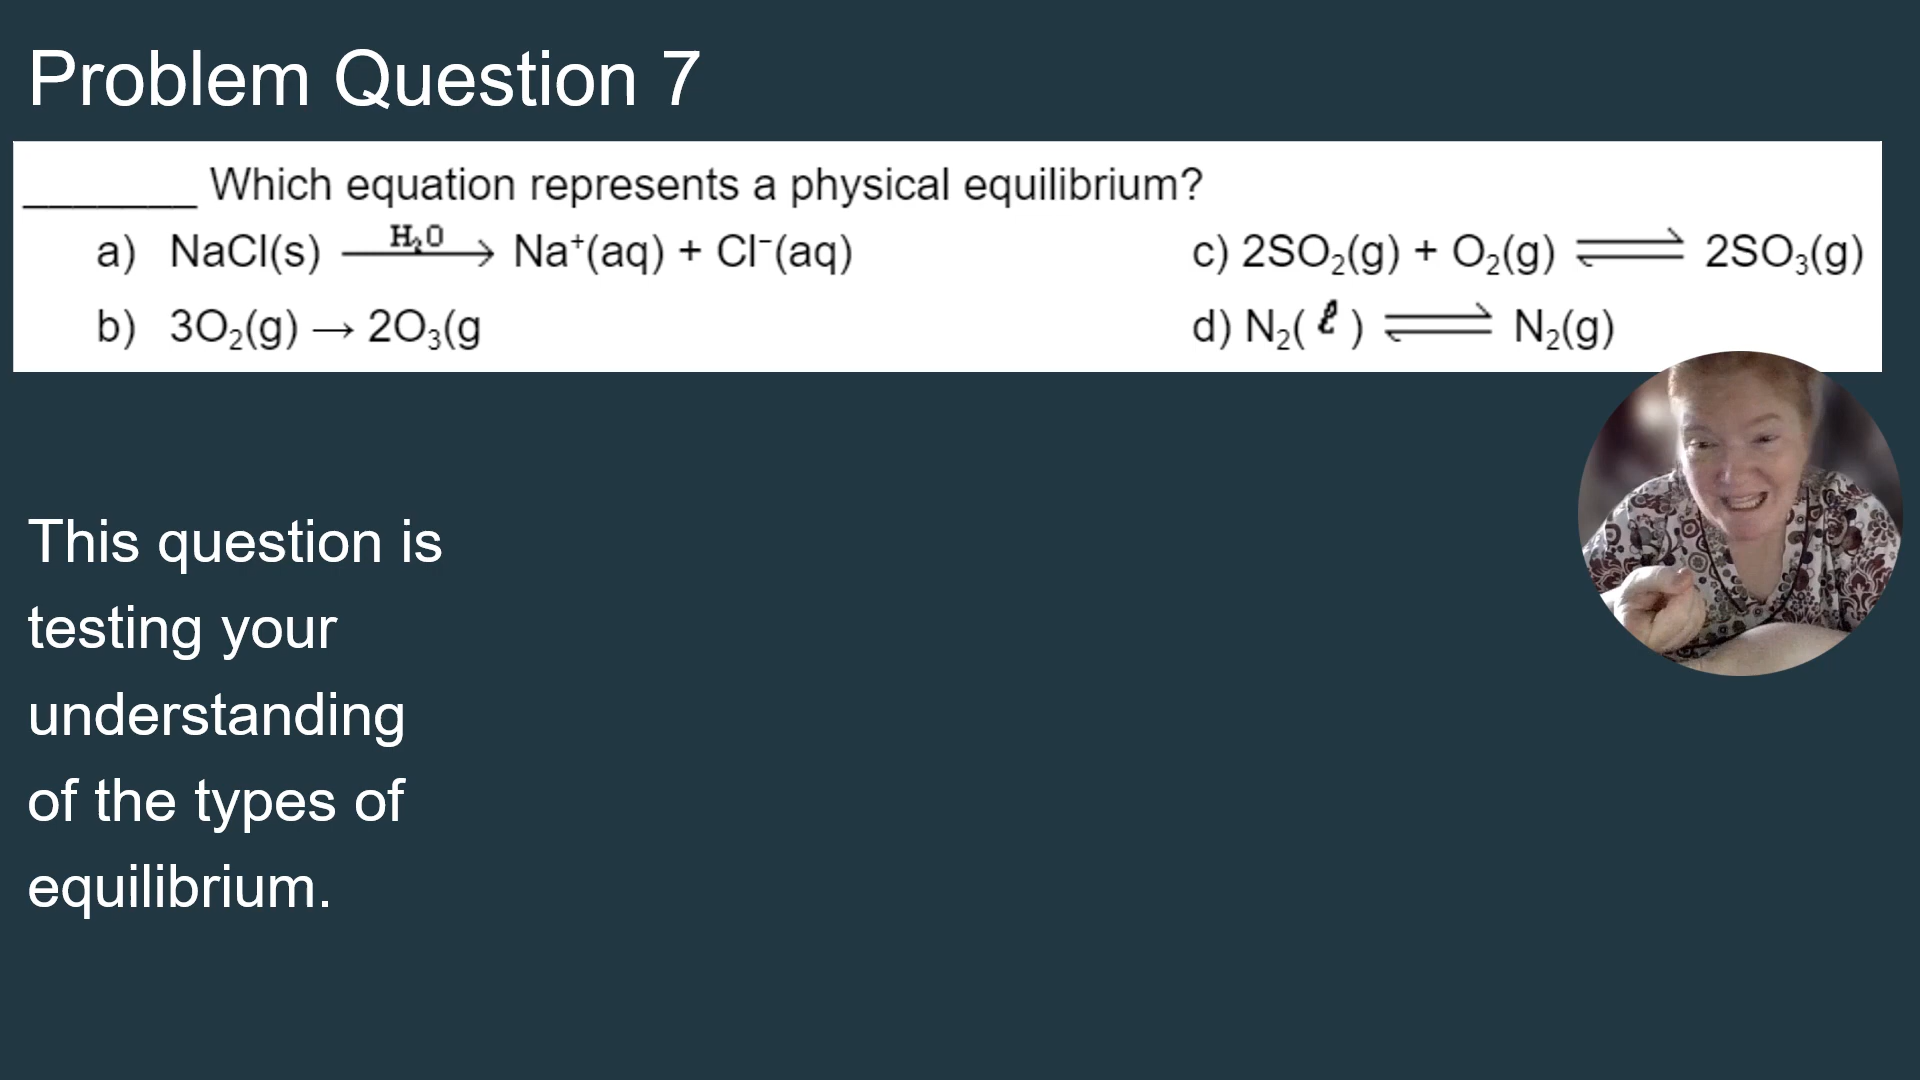 Problem Question 7
_______ Which equation represents a physical equilibrium?
a) NaCl(s) —H₂O→ Na⁺(aq) + Cl⁻(aq)
c) 2SO₂(g) + O₂(g) ⇌ 2SO₃(g)
b) 3O₂(g) → 2O₃(g
d) N₂(ℓ) ⇌ N₂(g)
This question is
testing your
understanding
of the types of
equilibrium.